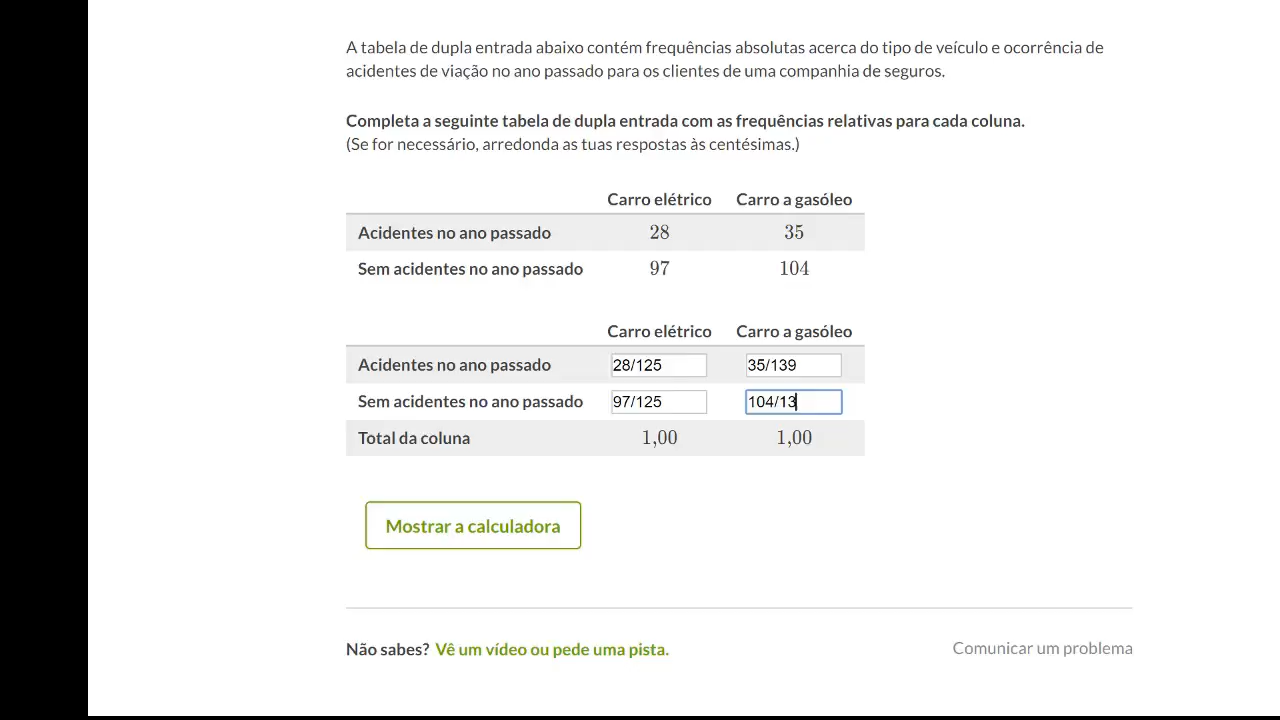 A tabela de dupla entrada abaixo contém frequências absolutas acerca do tipo de veículo e ocorrência de
acidentes de viação no ano passado para os clientes de uma companhia de seguros.
Completa a seguinte tabela de dupla entrada com as frequências relativas para cada coluna.
(Se for necessário, arredonda as tuas respostas às centésimas.)
Carro elétrico Carro a gasóleo
Acidentes no ano passado 28 35
Sem acidentes no ano passado 97 104
Carro elétrico Carro a gasóleo
Acidentes no ano passado 28/125 35/139
Sem acidentes no ano passado 97/125 104/13
Total da coluna 1,00 1,00
Mostrar a calculadora
Não sabes? Vê um vídeo ou pede uma pista. Comunicar um problema